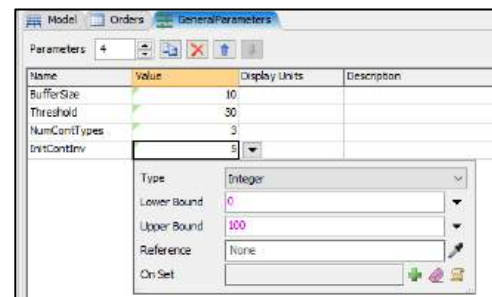 Model Orders GeneralParameters
Parameters 4
Name Value Display Units Description
BufferSize 10
Threshold 30
NumContTypes 3
InitContInv 5
Type Integer
Lower Bound 0
Upper Bound 100
Reference None
On Set